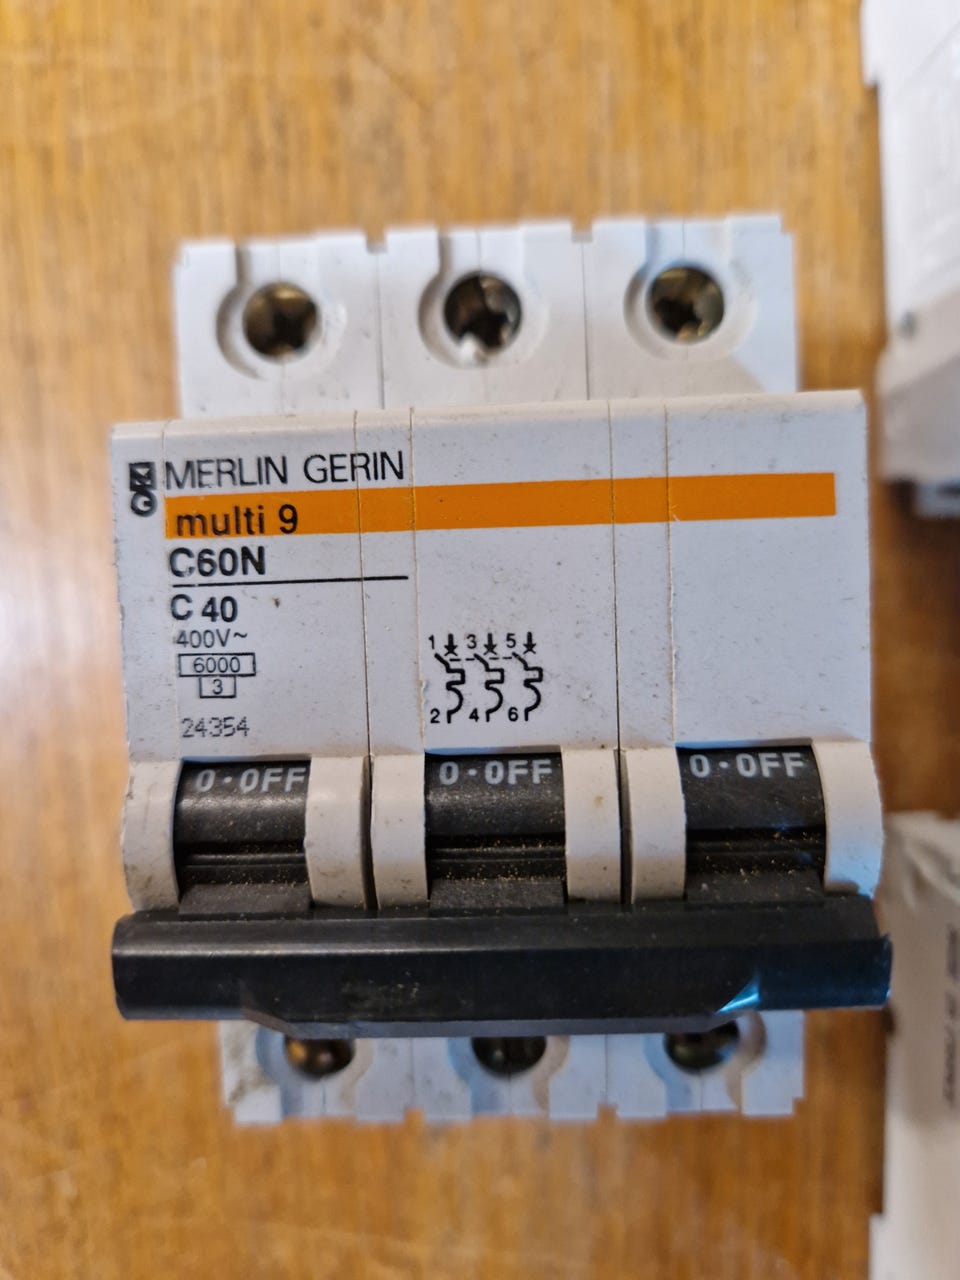 MG MERLIN GERIN
multi 9
C60N
C 40
400V~
6000
3
24354
1 3 5
2 4 6
0·OFF 0·OFF 0·OFF